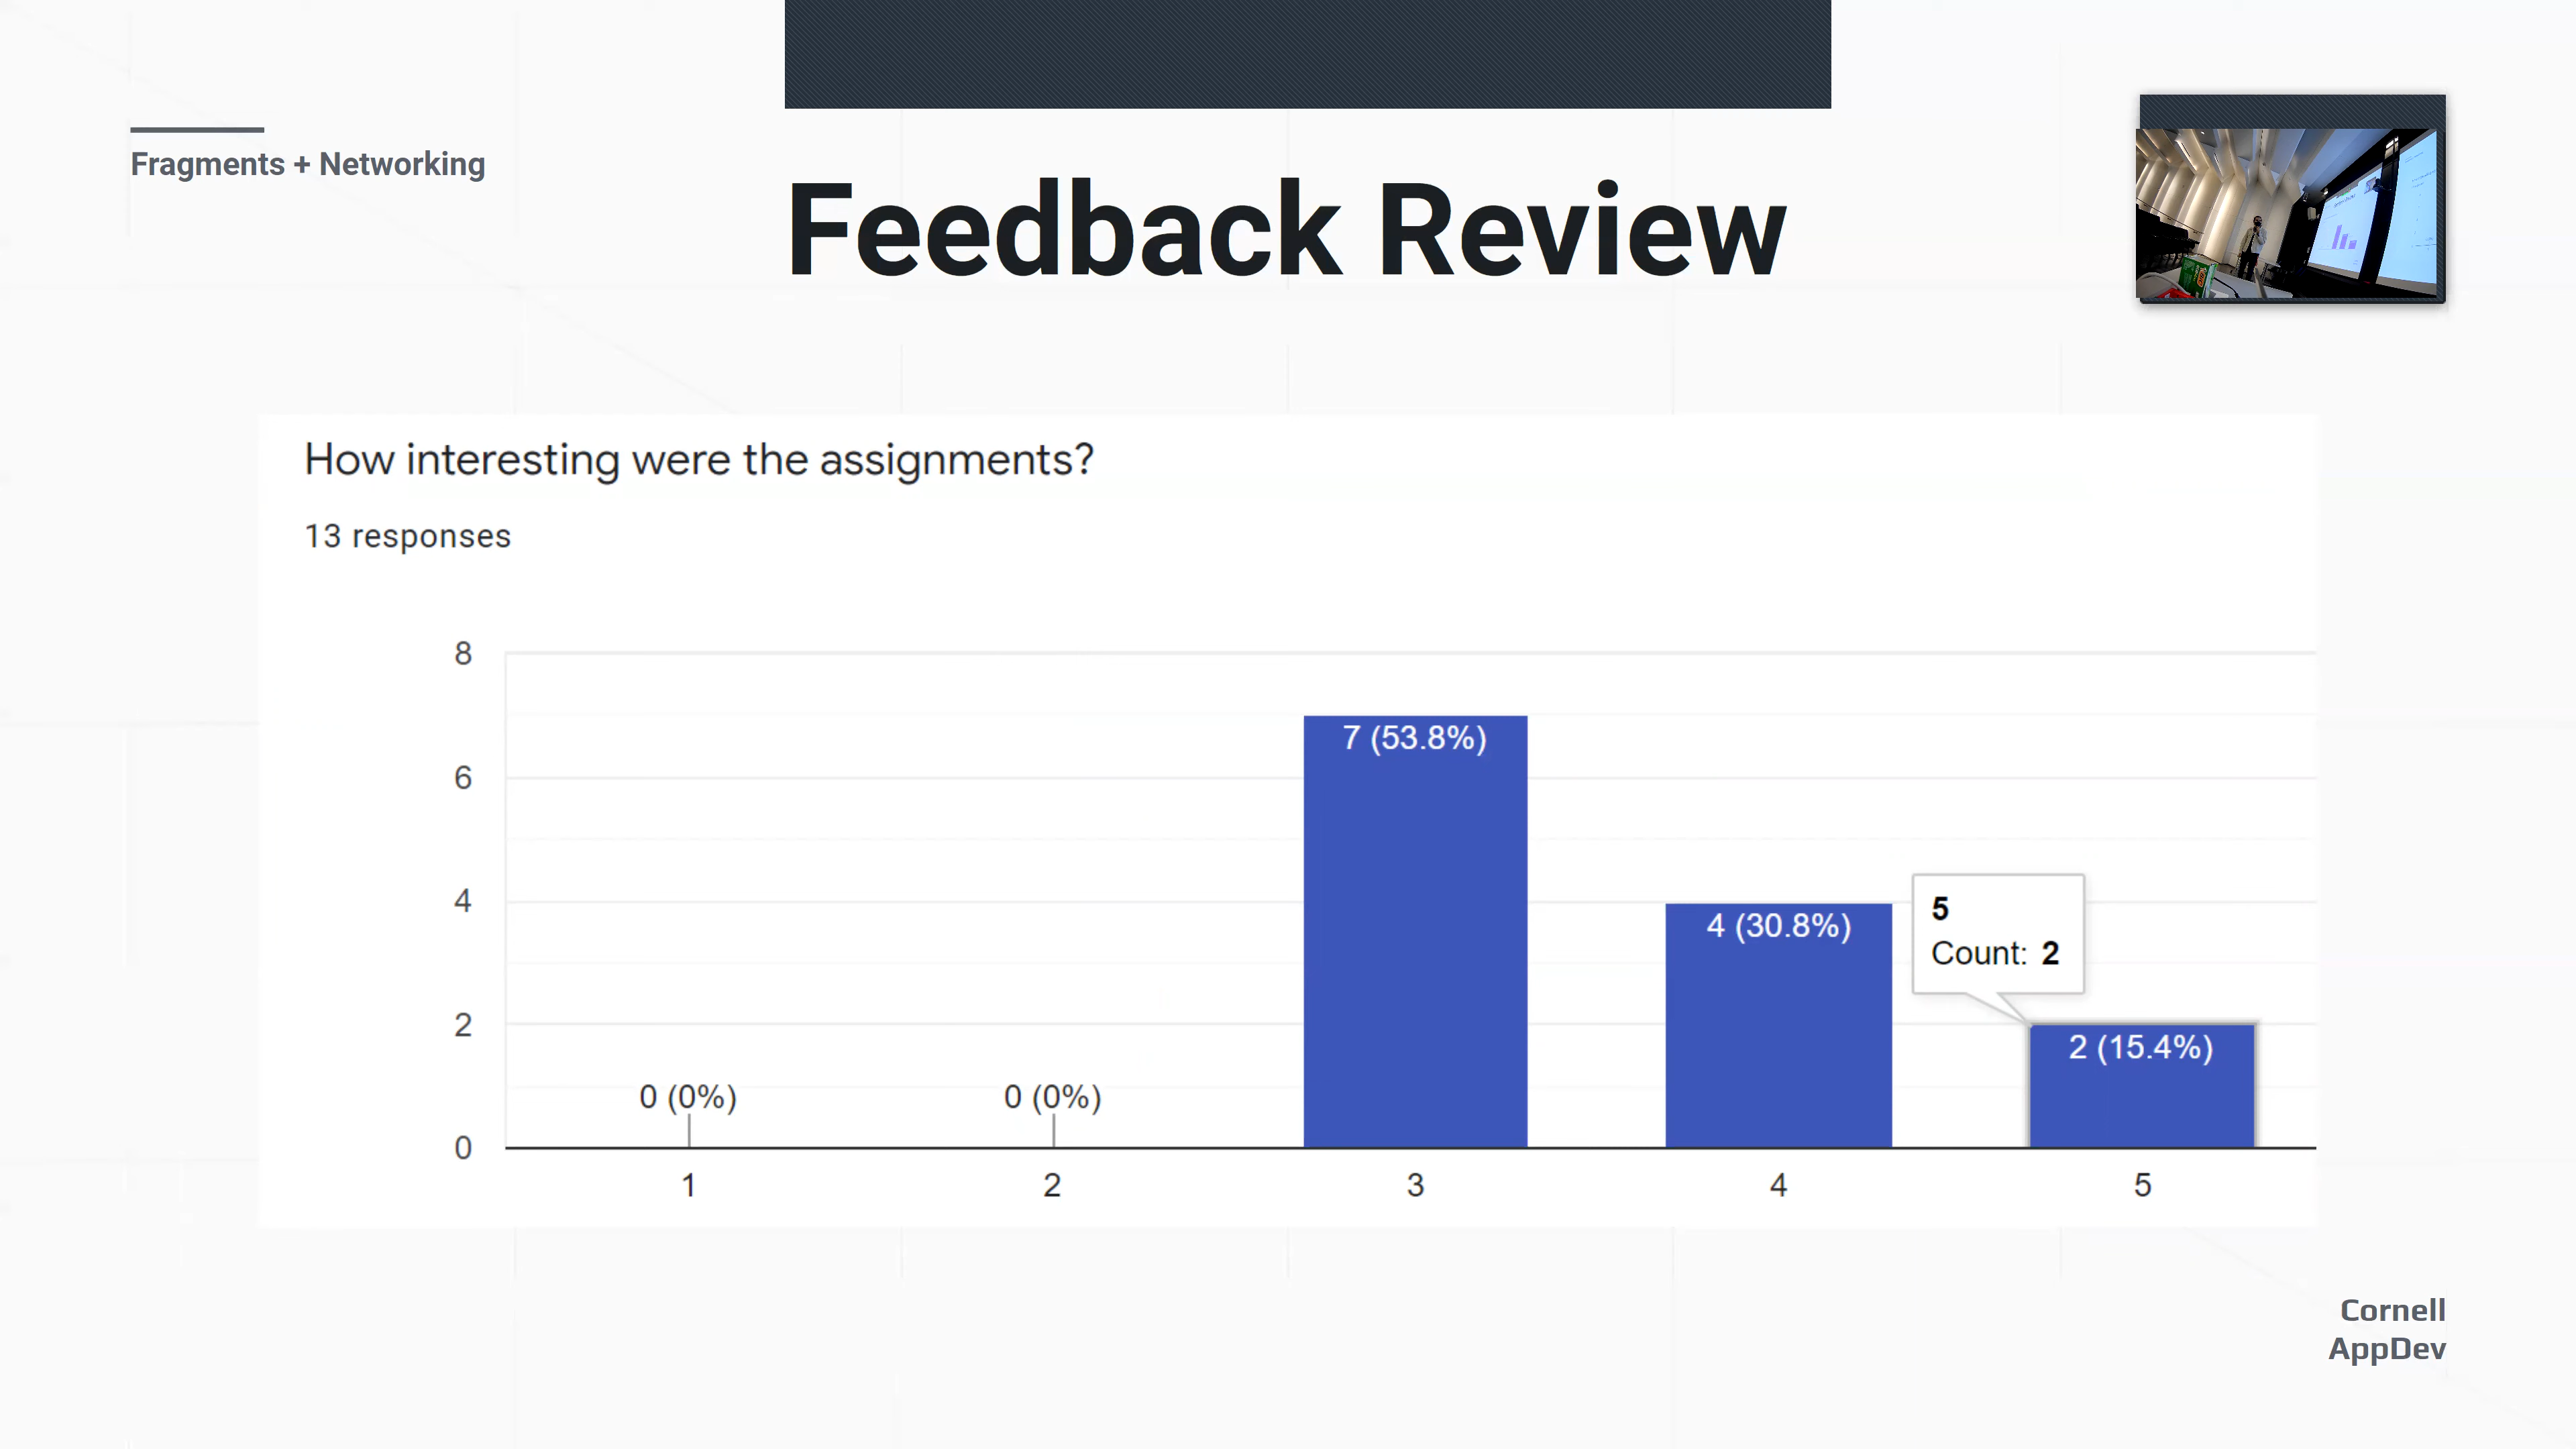 Fragments + Networking
Feedback Review
How interesting were the assignments?
13 responses
8
6
4
2
0
0 (0%)
0 (0%)
7 (53.8%)
4 (30.8%)
2 (15.4%)
5
Count: 2
1
2
3
4
5
Cornell
AppDev